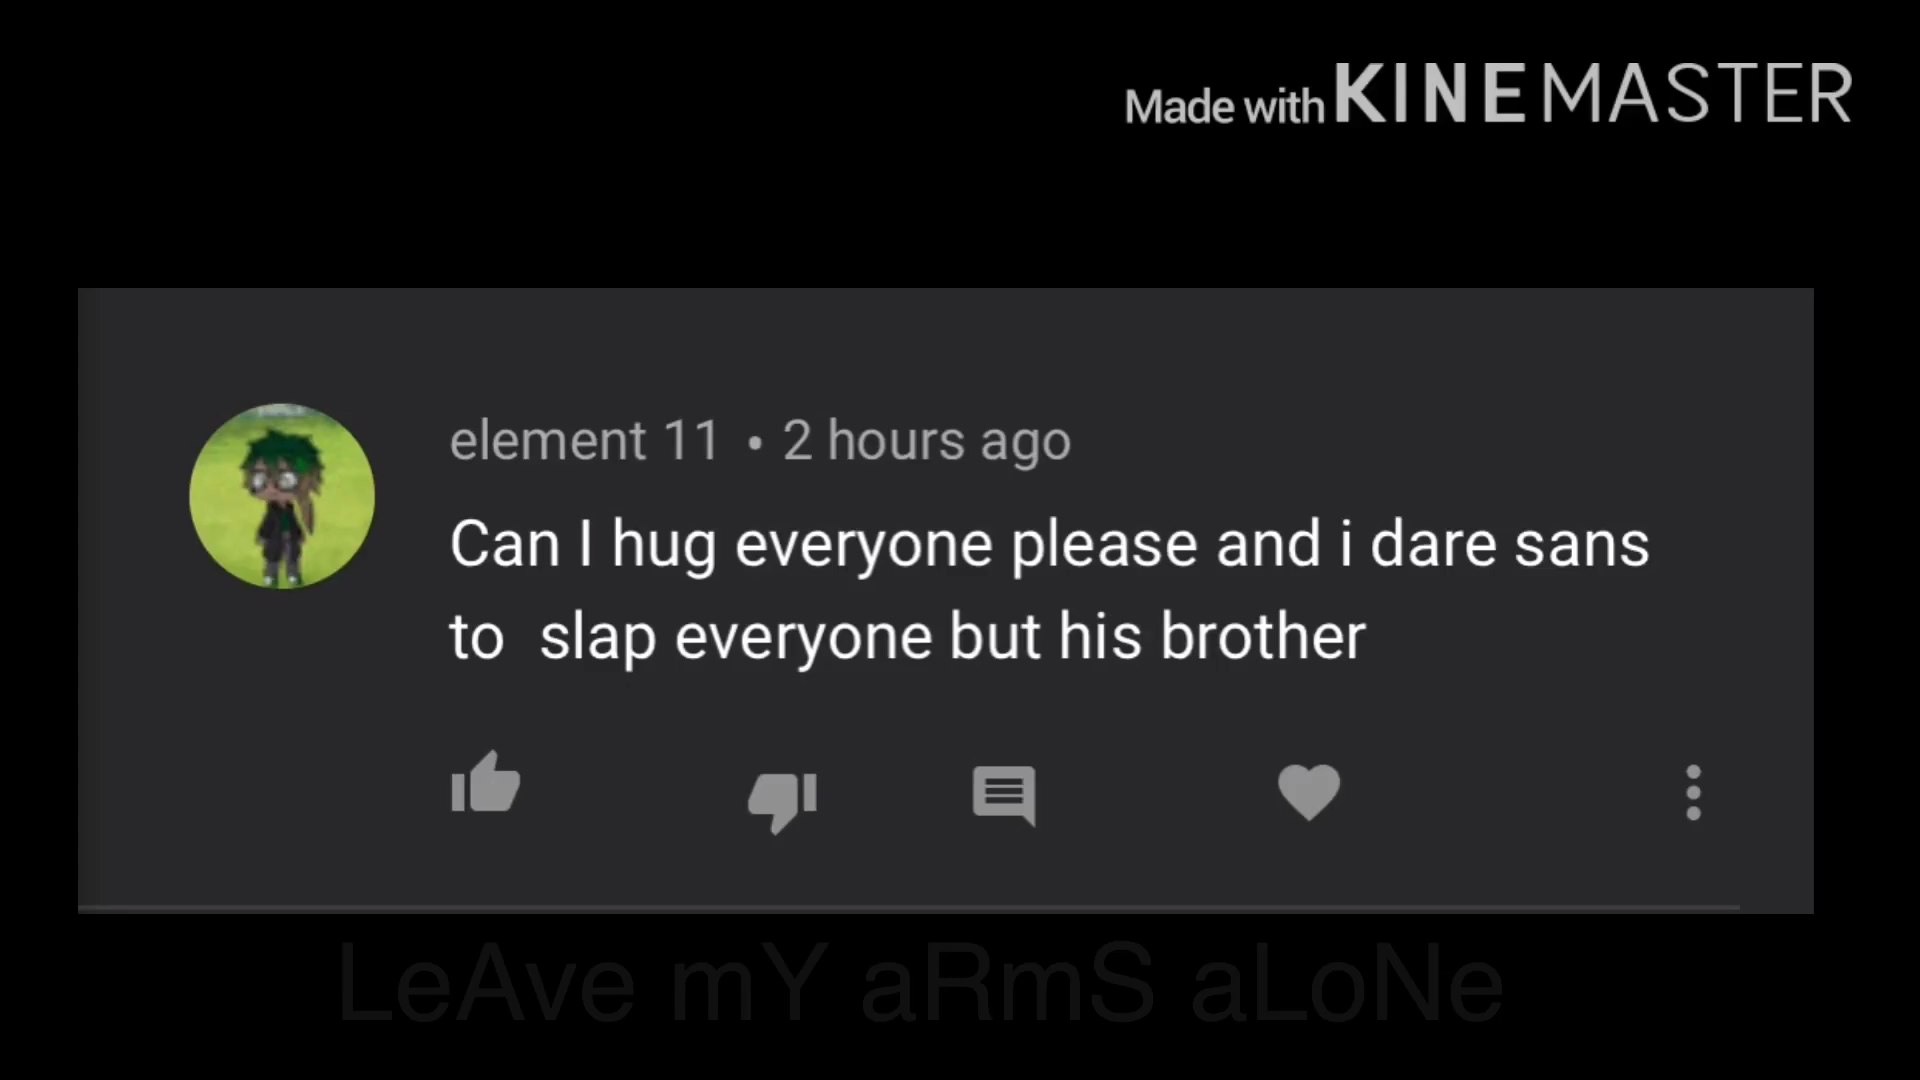 Made with KINEMASTER
element 11 • 2 hours ago
Can I hug everyone please and i dare sans
to slap everyone but his brother
LeAve mY aRmS aLoNe